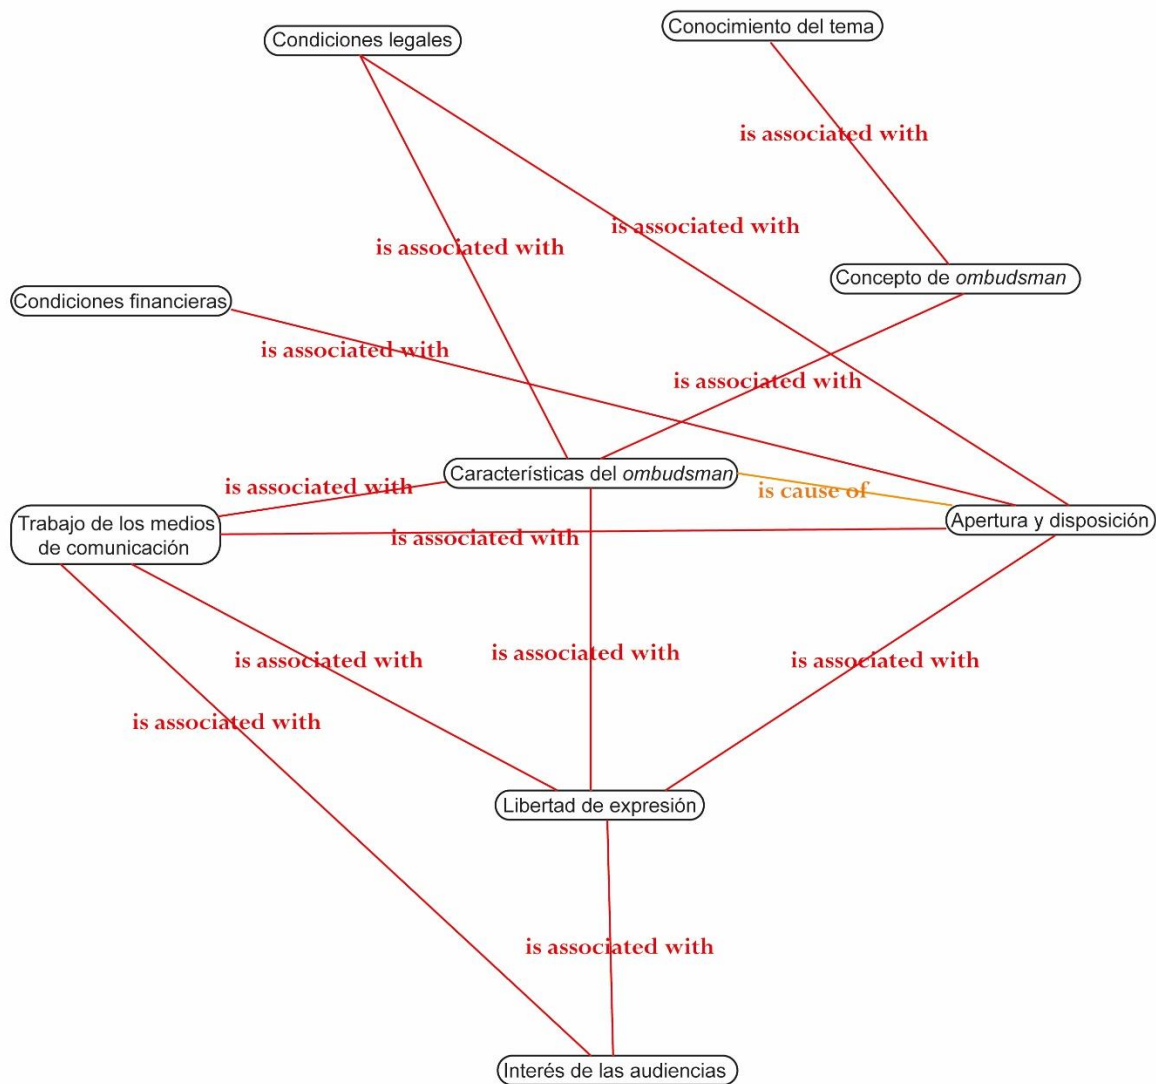 Conocimiento del tema
Condiciones legales
is associated with
is associated with
is associated with
Concepto de ombudsman
Condiciones financieras
is associated with
is associated with
Características del ombudsman
is associated with
is cause of
Trabajo de los medios
de comunicación
Apertura y disposición
is associated with
is associated with
is associated with
is associated with
is associated with
Libertad de expresión
is associated with
Interés de las audiencias